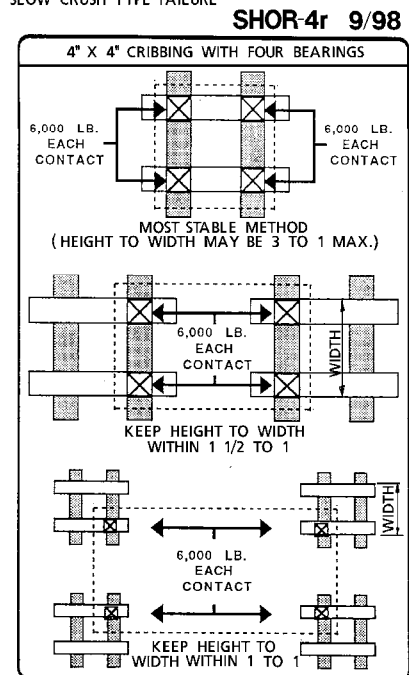 SLOW CRUSH TYPE FAILURE
SHOR-4r 9/98
4" X 4" CRIBBING WITH FOUR BEARINGS
6,000 LB.
EACH
CONTACT
6,000 LB.
EACH
CONTACT
MOST STABLE METHOD
( HEIGHT TO WIDTH MAY BE 3 TO 1 MAX.)
6,000 LB.
EACH
CONTACT
WIDTH
KEEP HEIGHT TO WIDTH
WITHIN 1 1/2 TO 1
WIDTH
6,000 LB.
EACH
CONTACT
KEEP HEIGHT TO
WIDTH WITHIN 1 TO 1